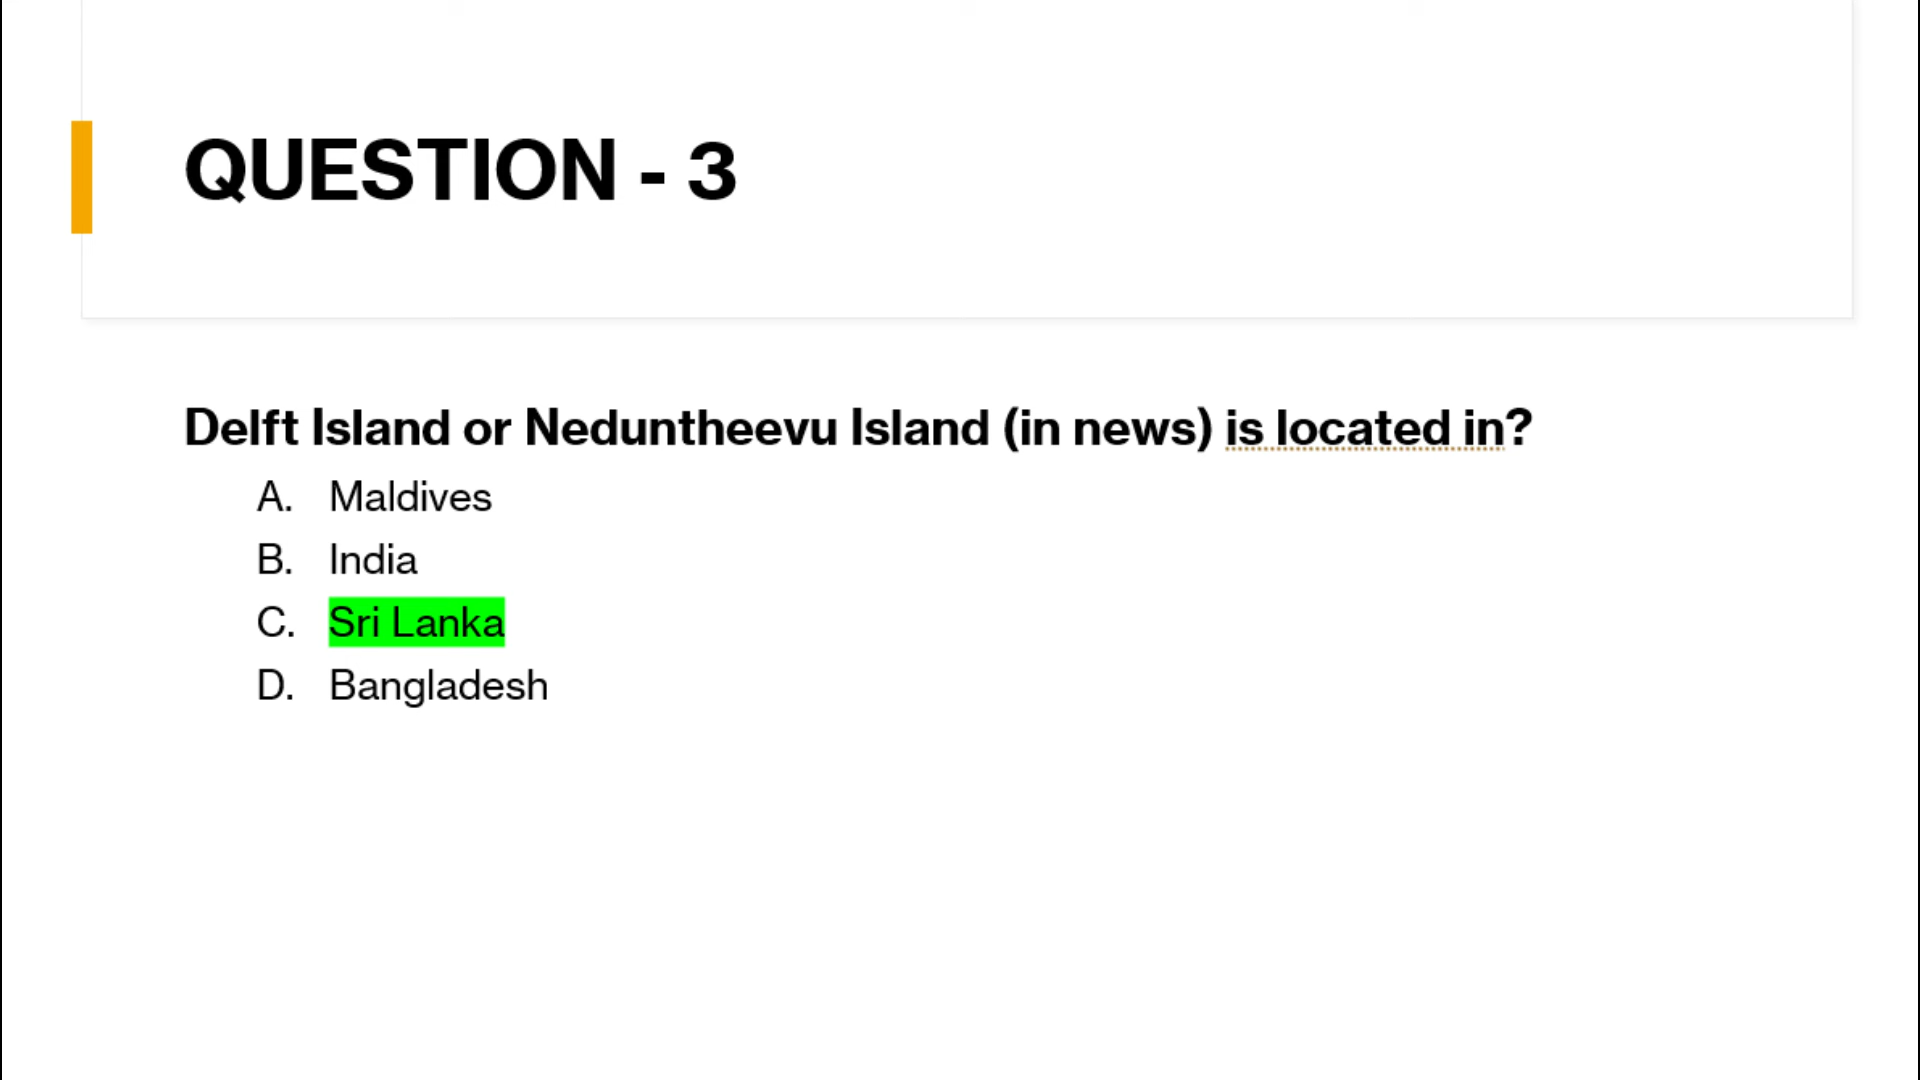 QUESTION - 3
Delft Island or Neduntheevu Island (in news) is located in?
A. Maldives
B. India
C. Sri Lanka
D. Bangladesh